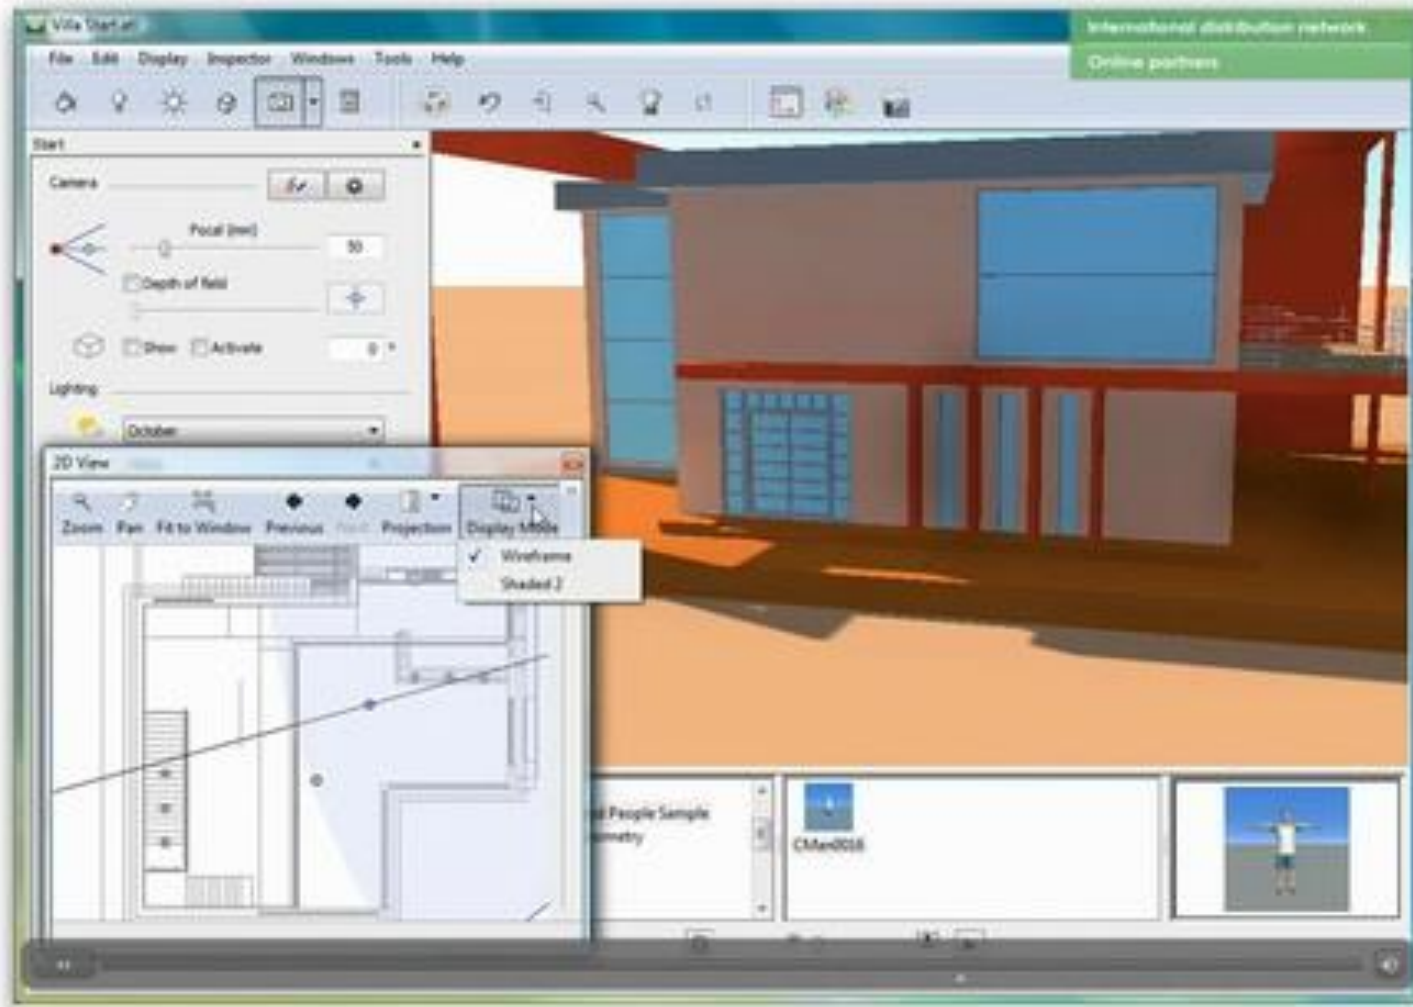 Villa Start.atl
International distribution network
Online partners
File Edit Display Inspector Windows Tools Help
Start
Camera
Focal (mm)
50
Depth of field
Show Activate 0 °
Lighting
October
2D View
Zoom Pan Fit to Window Previous Next Projection Display Mode
✓ Wireframe
Shaded 2
People Sample
CMan0016